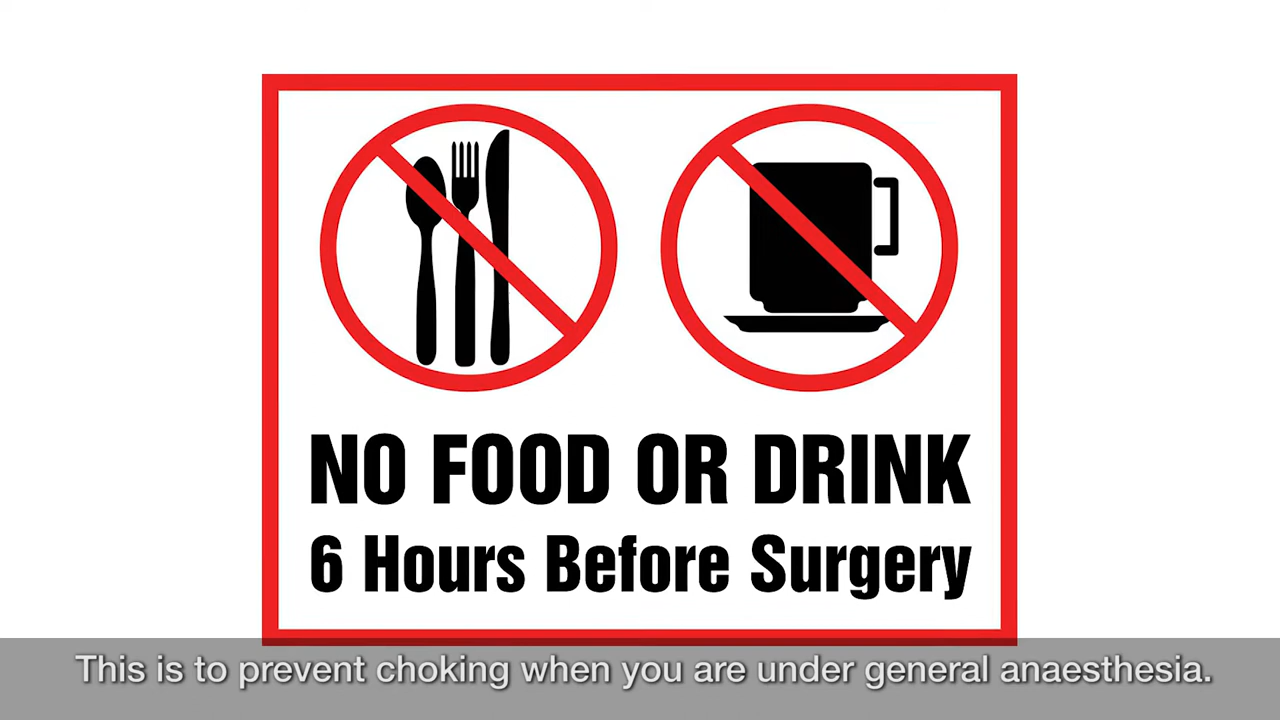 NO FOOD OR DRINK
6 Hours Before Surgery
This is to prevent choking when you are under general anaesthesia.